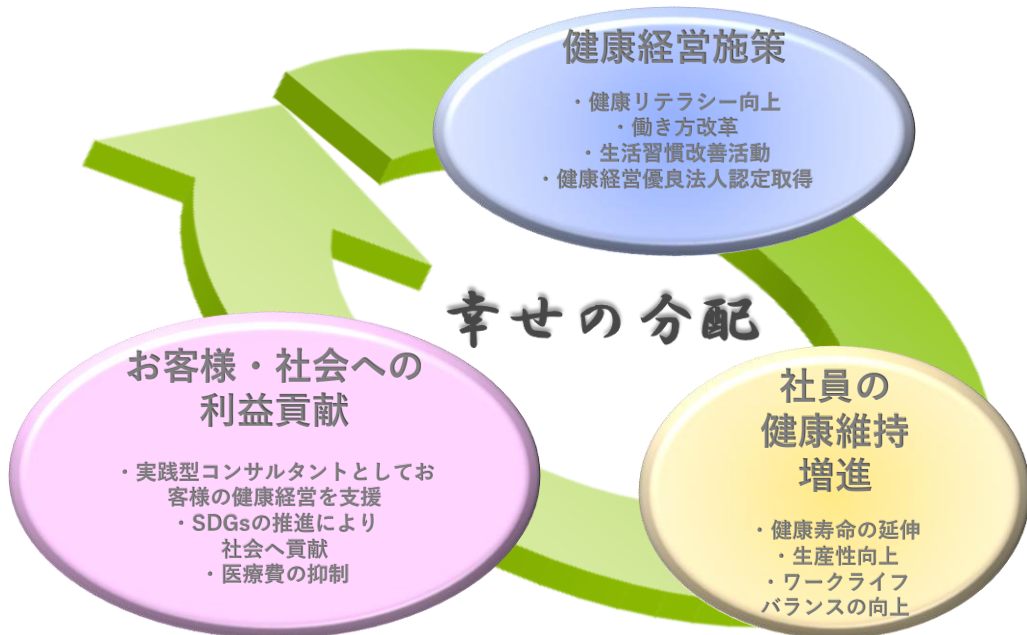 健康経営施策
・健康リテラシー向上
・働き方改革
・生活習慣改善活動
・健康経営優良法人認定取得
幸せの分配
お客様・社会への
利益貢献
・実践型コンサルタントとしてお
客様の健康経営を支援
・SDGsの推進により
社会へ貢献
・医療費の抑制
社員の
健康維持
増進
・健康寿命の延伸
・生産性向上
・ワークライフ
バランスの向上